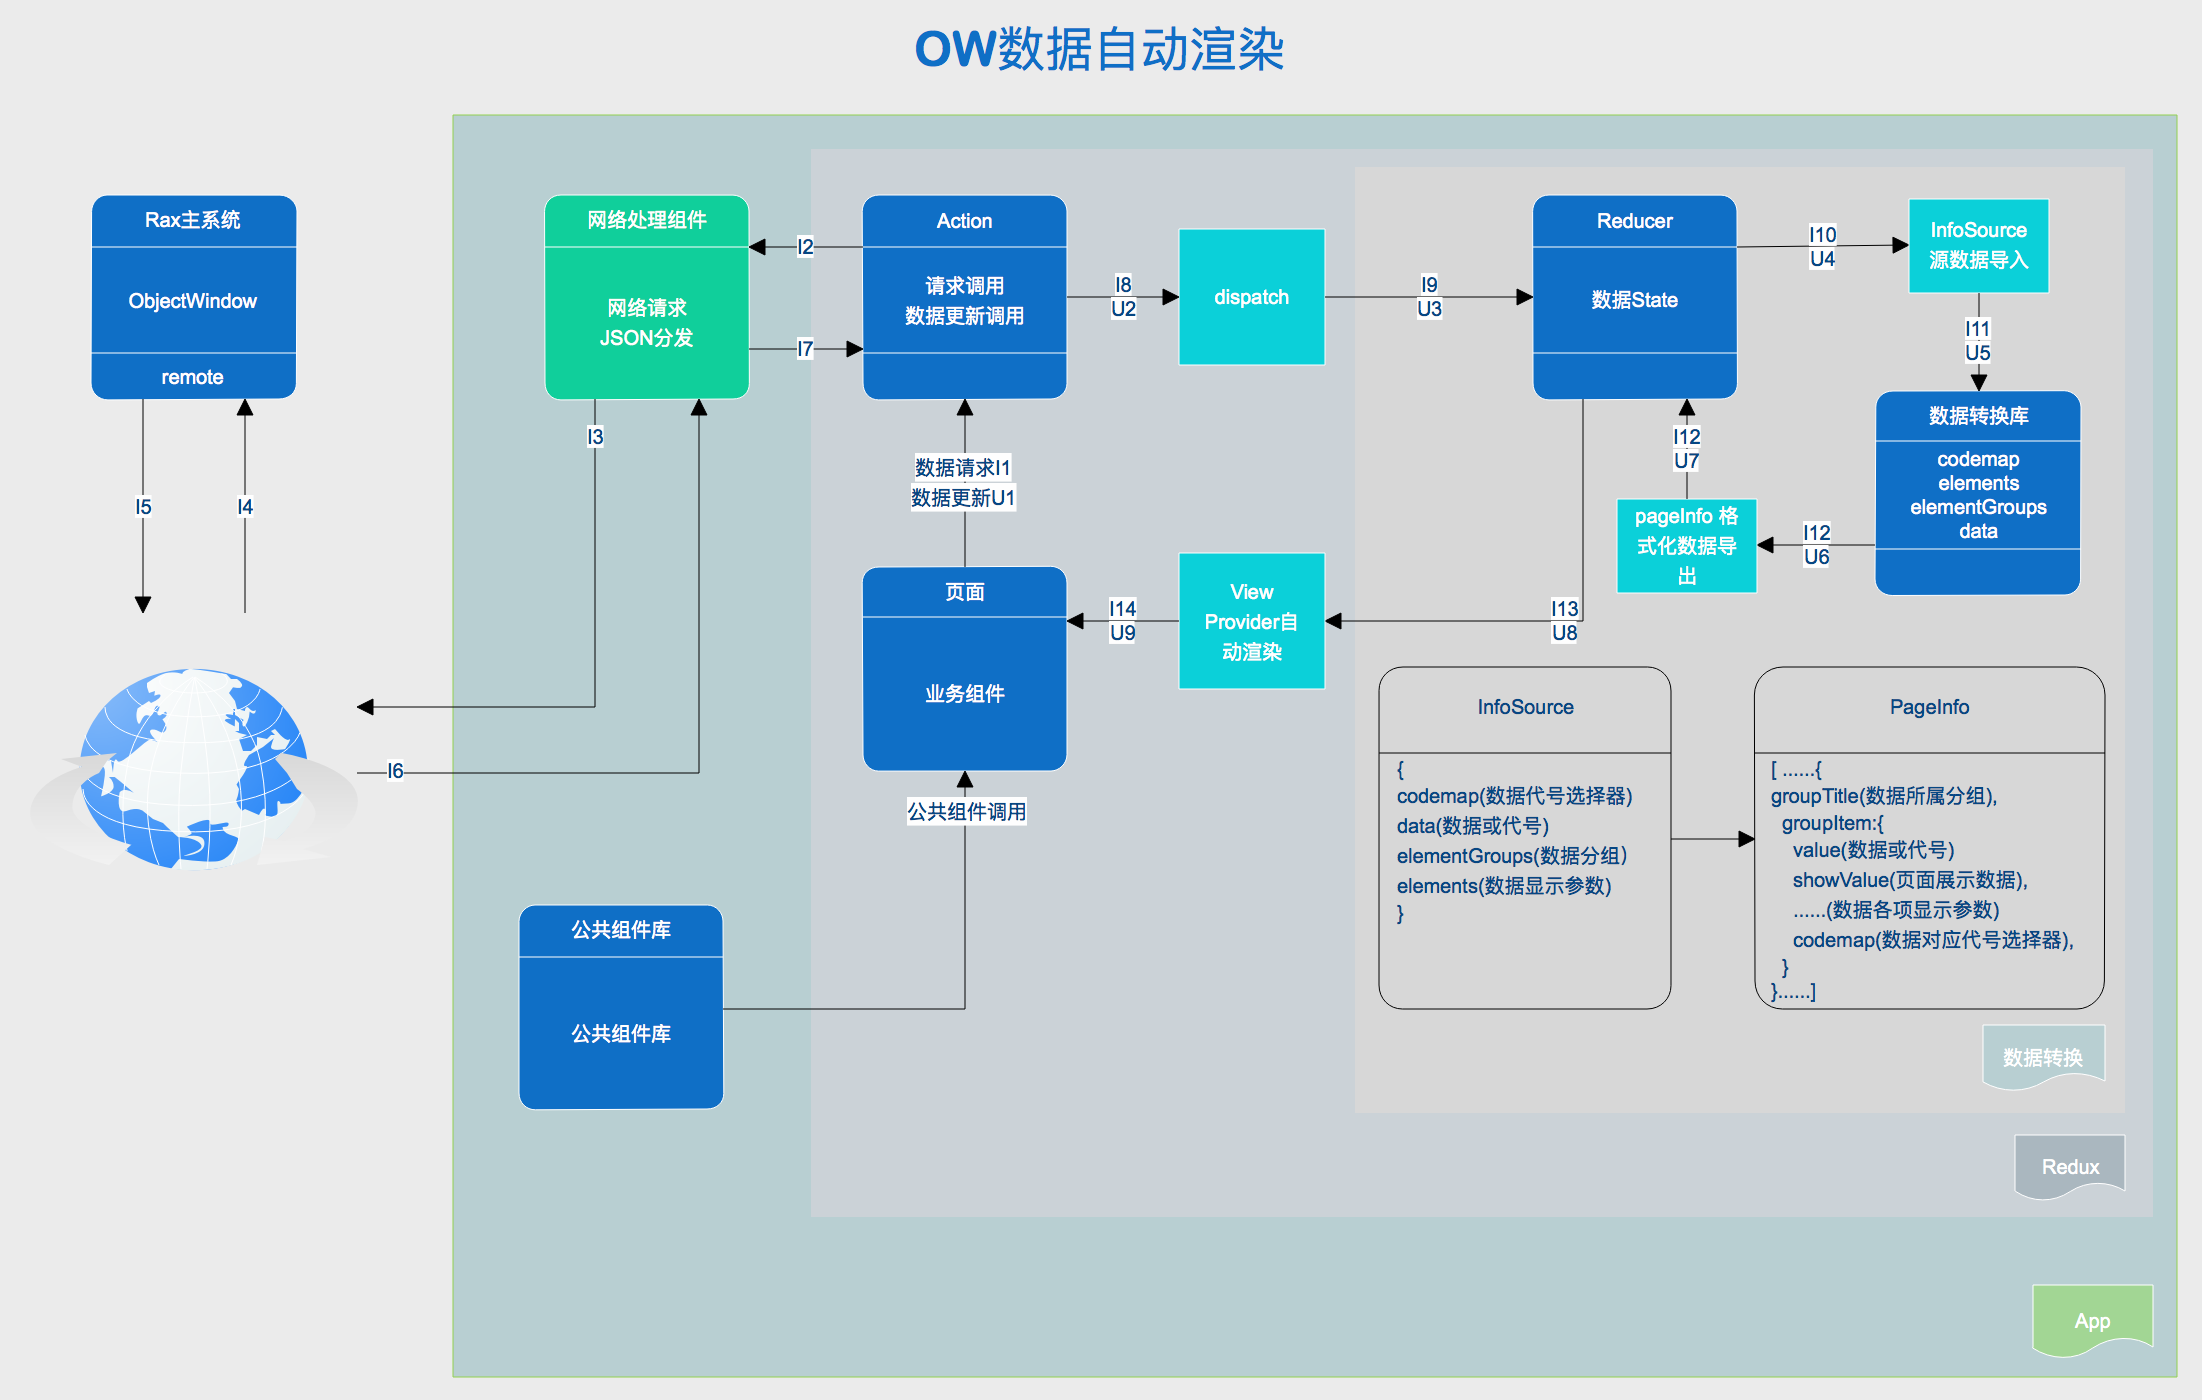 OW数据自动渲染
Rax主系统
ObjectWindow
remote
I5
I4
网络处理组件
网络请求
JSON分发
I2
I7
I3
I6
Action
请求调用
数据更新调用
I8
U2
dispatch
I9
U3
Reducer
数据State
I10
U4
InfoSource
源数据导入
I11
U5
数据转换库
codemap
elements
elementGroups
data
I12
U6
pageInfo 格
式化数据导
出
I12
U7
I13
U8
View
Provider自
动渲染
I14
U9
数据请求I1
数据更新U1
页面
业务组件
公共组件调用
公共组件库
公共组件库
InfoSource
{
codemap(数据代号选择器)
data(数据或代号)
elementGroups(数据分组）
elements(数据显示参数)
}
PageInfo
[ ......{
groupTitle(数据所属分组),
groupItem:{
value(数据或代号)
showValue(页面展示数据),
......(数据各项显示参数)
codemap(数据对应代号选择器),
}
}......]
数据转换
Redux
App